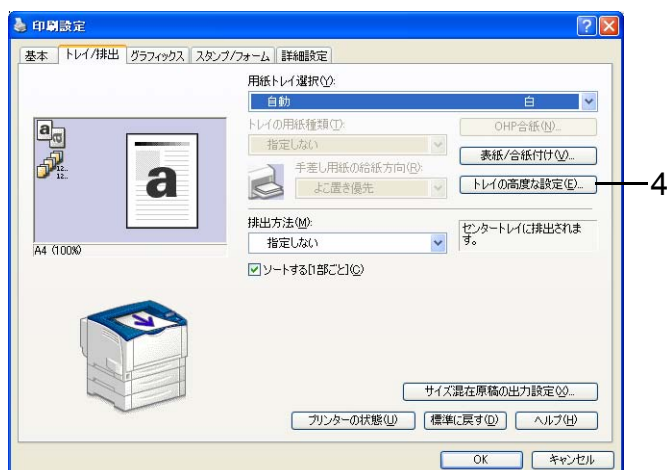 印刷設定
基本 トレイ/排出 グラフィックス スタンプ/フォーム 詳細設定
用紙トレイ選択(Y):
自動 白
トレイの用紙種類(T):
指定しない
OHP合紙(N)...
表紙/合紙付け(V)...
手差し用紙の給紙方向(R):
よこ置き優先
トレイの高度な設定(E)...
4
a
a
12..
12..
A4 (100%)
排出方法(M):
指定しない
センタートレイに排出されます。
ソートする[1部ごと](C)
サイズ混在原稿の出力設定(X)...
プリンターの状態(U) 標準に戻す(D) ヘルプ(H)
OK キャンセル